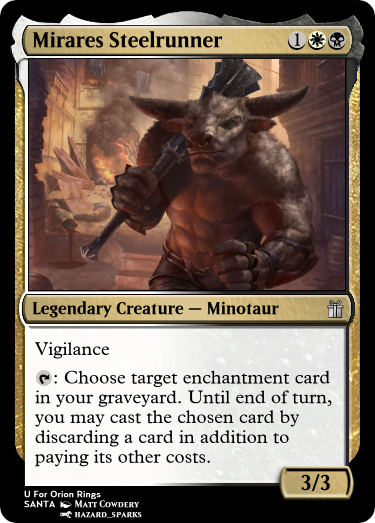 Mirares Steelrunner 1
Legendary Creature — Minotaur
Vigilance
: Choose target enchantment card
in your graveyard. Until end of turn,
you may cast the chosen card by
discarding a card in addition to
paying its other costs.
3/3
U For Orion Rings
SANTA Matt Cowdery
hazard_sparks